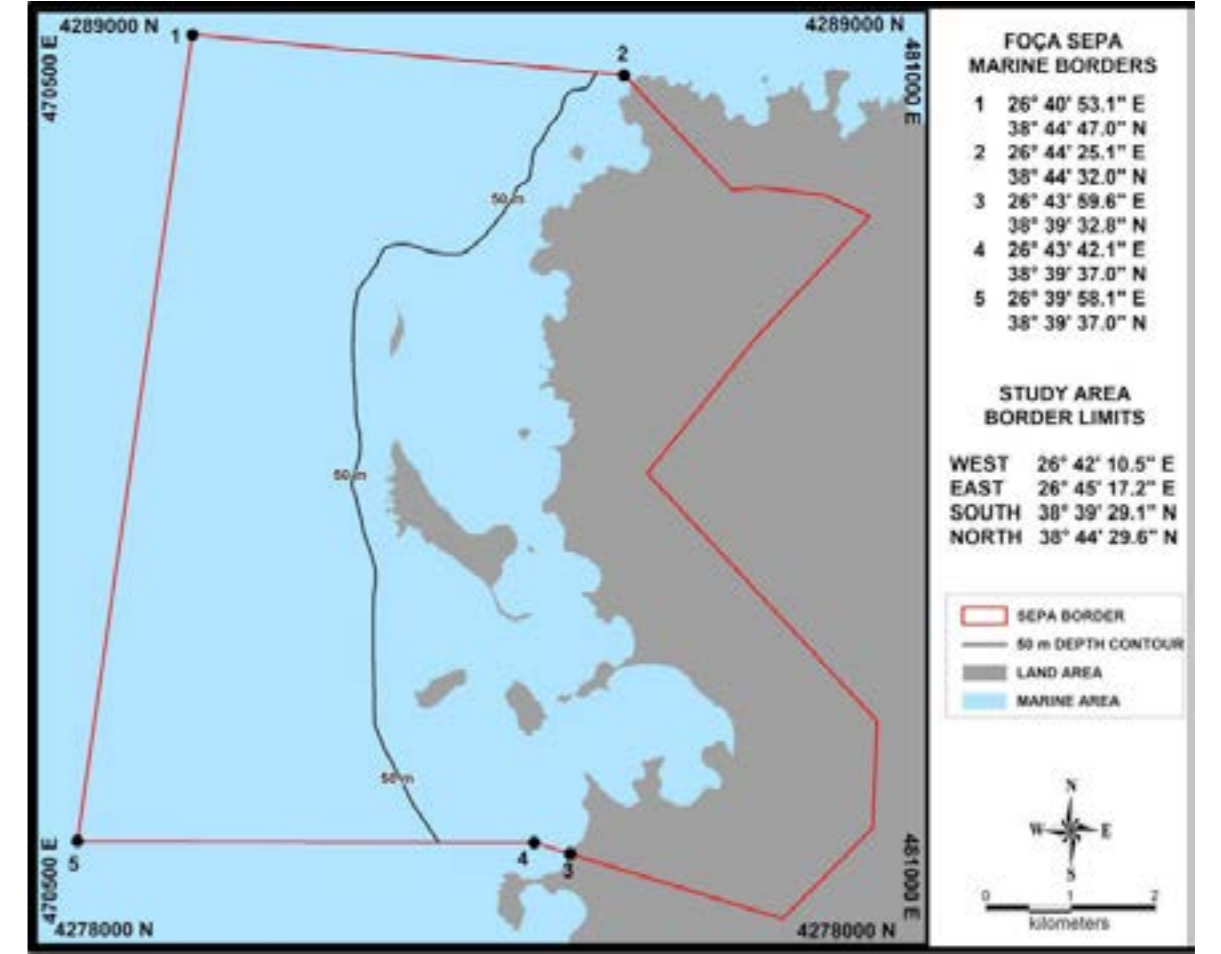 4289000 N
4289000 N
470500 E
481000 E
1
2
50 m
50 m
50 m
5
4
3
470500 E
481000 E
4278000 N
4278000 N
FOÇA SEPA
MARINE BORDERS
1 26° 40' 53.1" E
38° 44' 47.0" N
2 26° 44' 25.1" E
38° 44' 32.0" N
3 26° 43' 59.6" E
38° 39' 32.8" N
4 26° 43' 42.1" E
38° 39' 37.0" N
5 26° 39' 58.1" E
38° 39' 37.0" N
STUDY AREA
BORDER LIMITS
WEST 26° 42' 10.5" E
EAST 26° 45' 17.2" E
SOUTH 38° 39' 29.1" N
NORTH 38° 44' 29.6" N
SEPA BORDER
50 m DEPTH CONTOUR
LAND AREA
MARINE AREA
N
W E
S
0 1 2
kilometers